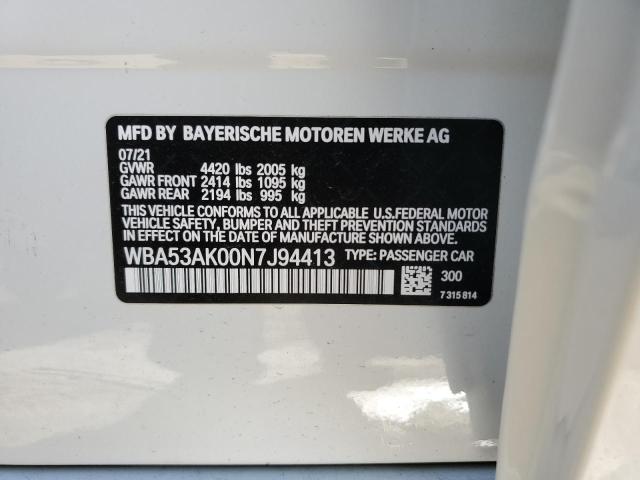 MFD BY BAYERISCHE MOTOREN WERKE AG
07/21
GVWR 4420 lbs 2005 kg
GAWR FRONT 2414 lbs 1095 kg
GAWR REAR 2194 lbs 995 kg
THIS VEHICLE CONFORMS TO ALL APPLICABLE U.S.FEDERAL MOTOR
VEHICLE SAFETY, BUMPER AND THEFT PREVENTION STANDARDS
IN EFFECT ON THE DATE OF MANUFACTURE SHOWN ABOVE.
WBA53AK00N7J94413 TYPE: PASSENGER CAR
300
7 315 814